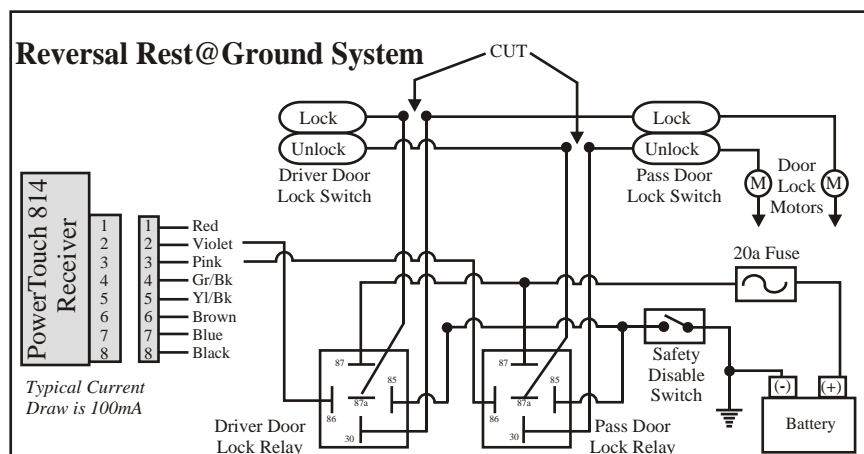 Reversal Rest@Ground System
CUT
Lock
Unlock
Driver Door
Lock Switch
Lock
Unlock
Pass Door
Lock Switch
M
M
Door
Lock
Motors
PowerTouch 814
Receiver
1
2
3
4
5
6
7
8
1
2
3
4
5
6
7
8
Red
Violet
Pink
Gr/Bk
Yl/Bk
Brown
Blue
Black
Typical Current
Draw is 100mA
20a Fuse
87
85
87a
86
30
Driver Door
Lock Relay
87
85
87a
86
30
Pass Door
Lock Relay
Safety
Disable
Switch
(-)
(+)
Battery